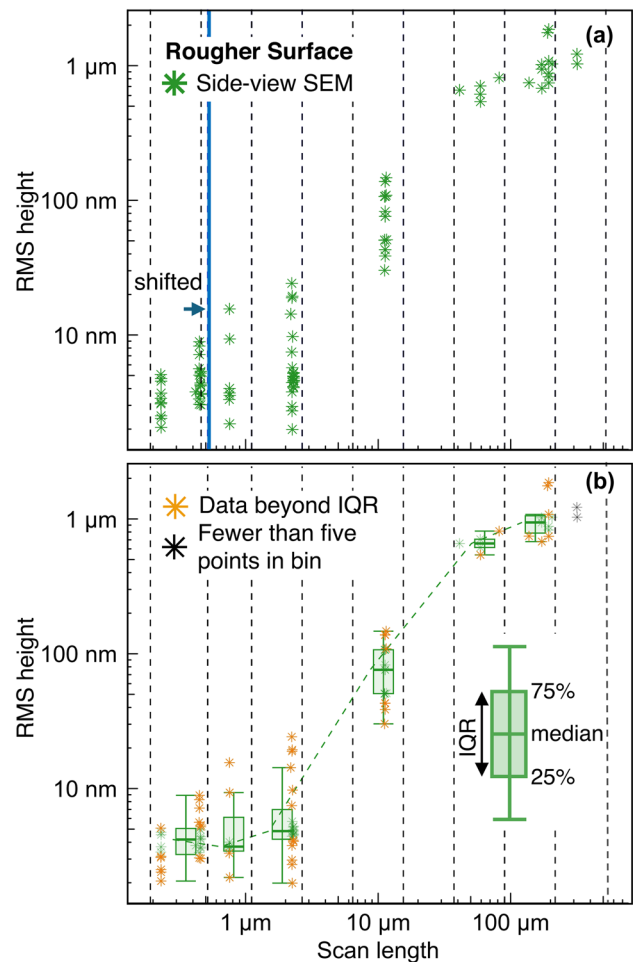 (a)
Rougher Surface
Side-view SEM
1 μm
100 nm
10 nm
RMS height
shifted
(b)
Data beyond IQR
Fewer than five
points in bin
1 μm
100 nm
10 nm
RMS height
75%
median
25%
IQR
1 μm
10 μm
100 μm
Scan length